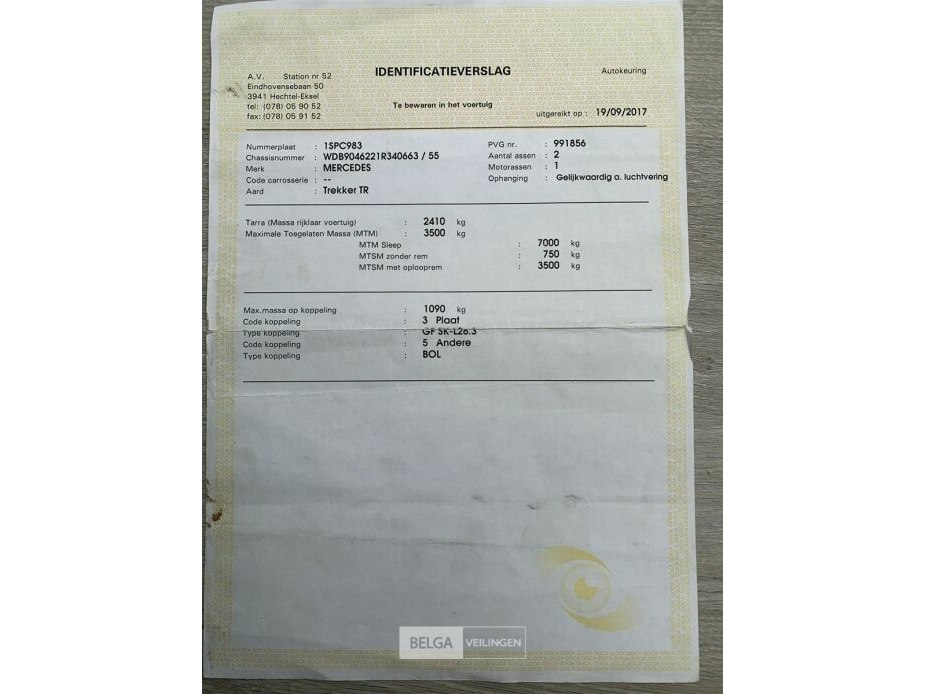 IDENTIFICATIEVERSLAG
Autokeuring
A.V. Station nr 52
Eindhovensebaan 50
3941 Hechtel-Eksel
tel: (078) 05 90 52
fax: (078) 05 91 52
Te bewaren in het voertuig
uitgereikt op : 19/09/2017
Nummerplaat : 1SPC983
Chassisnummer : WDB9046221R340663 / 55
Merk : MERCEDES
Code carrosserie : --
Aard : Trekker TR
PVG nr. : 991856
Aantal assen : 2
Motorassen : 1
Ophanging : Gelijkwaardig a. luchtvering
Tarra (Massa rijklaar voertuig) : 2410 kg
Maximale Toegelaten Massa (MTM) : 3500 kg
MTM Sleep : 7000 kg
MTSM zonder rem : 750 kg
MTSM met oplooprem : 3500 kg
Max.massa op koppeling : 1090 kg
Code koppeling : 3 Plaat
Type koppeling : GF SK-L26.3
Code koppeling : 5 Andere
Type koppeling : BOL
BELGA VEILINGEN